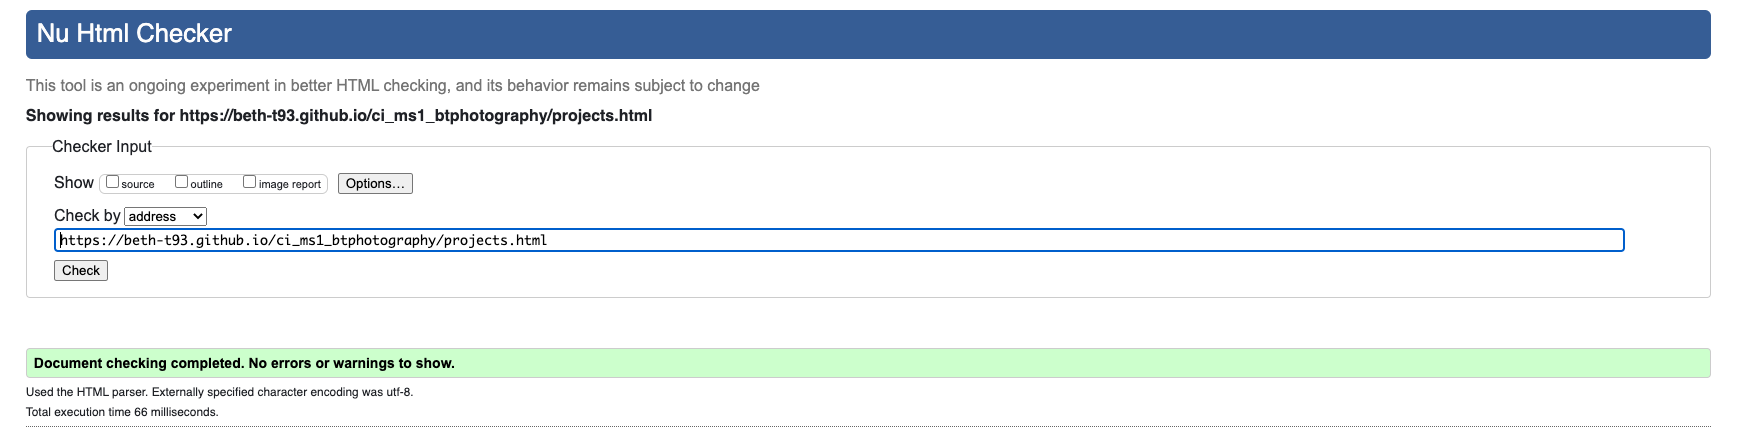 Nu Html Checker
This tool is an ongoing experiment in better HTML checking, and its behavior remains subject to change
Showing results for https://beth-t93.github.io/ci_ms1_btphotography/projects.html
Checker Input
Show source outline image report Options...
Check by address
https://beth-t93.github.io/ci_ms1_btphotography/projects.html
Check
Document checking completed. No errors or warnings to show.
Used the HTML parser. Externally specified character encoding was utf-8.
Total execution time 66 milliseconds.